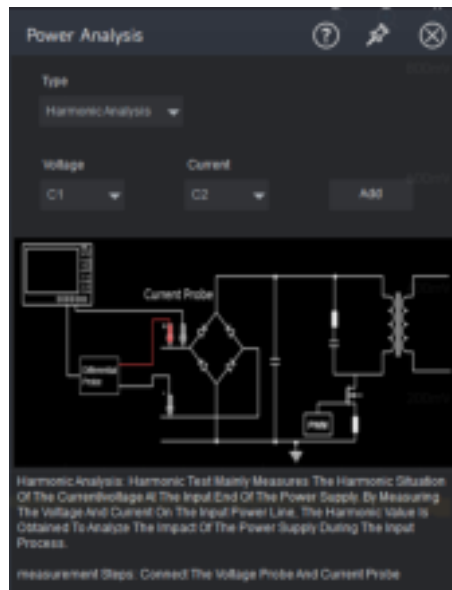 Power Analysis
Type
Harmonic Analysis
Voltage
Current
C1
C2
Add
Current Probe
Differential
Probe
PWM
Harmonic Analysis: Harmonic Test Mainly Measures The Harmonic Situation
Of The Current/voltage At The Input End Of The Power Supply. By Measuring
The Voltage And Current On The Input Power Line, The Harmonic Value Is
Obtained To Analyze The Impact Of The Power Supply During The Input
Process.
measurement Steps: Connect The Voltage Probe And Current Probe